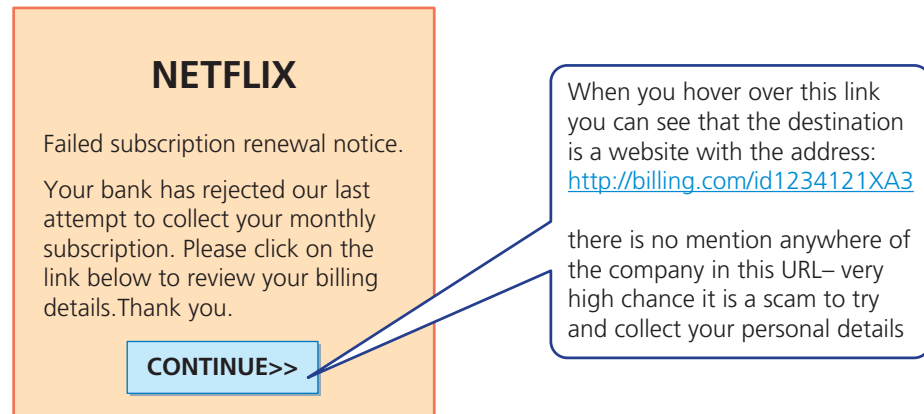 NETFLIX
Failed subscription renewal notice.
Your bank has rejected our last
attempt to collect your monthly
subscription. Please click on the
link below to review your billing
details.Thank you.
CONTINUE>>
When you hover over this link
you can see that the destination
is a website with the address:
http://billing.com/id1234121XA3
there is no mention anywhere of
the company in this URL– very
high chance it is a scam to try
and collect your personal details